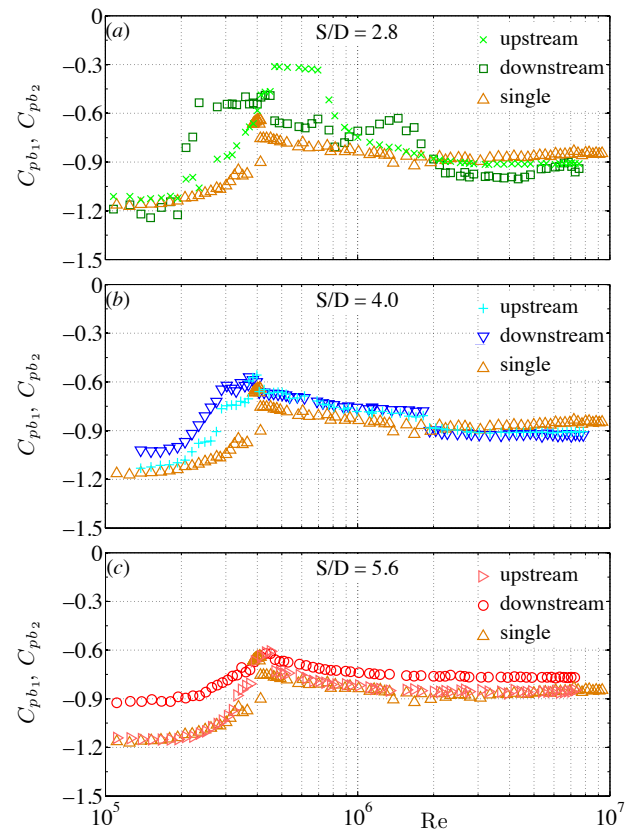 0
(a)
S/D = 2.8
upstream
downstream
single
−0.3
−0.6
−0.9
−1.2
−1.5
C_{pb_1}, C_{pb_2}
0
(b)
S/D = 4.0
upstream
downstream
single
−0.3
−0.6
−0.9
−1.2
−1.5
C_{pb_1}, C_{pb_2}
0
(c)
S/D = 5.6
upstream
downstream
single
−0.3
−0.6
−0.9
−1.2
−1.5
C_{pb_1}, C_{pb_2}
10^5
10^6
Re
10^7